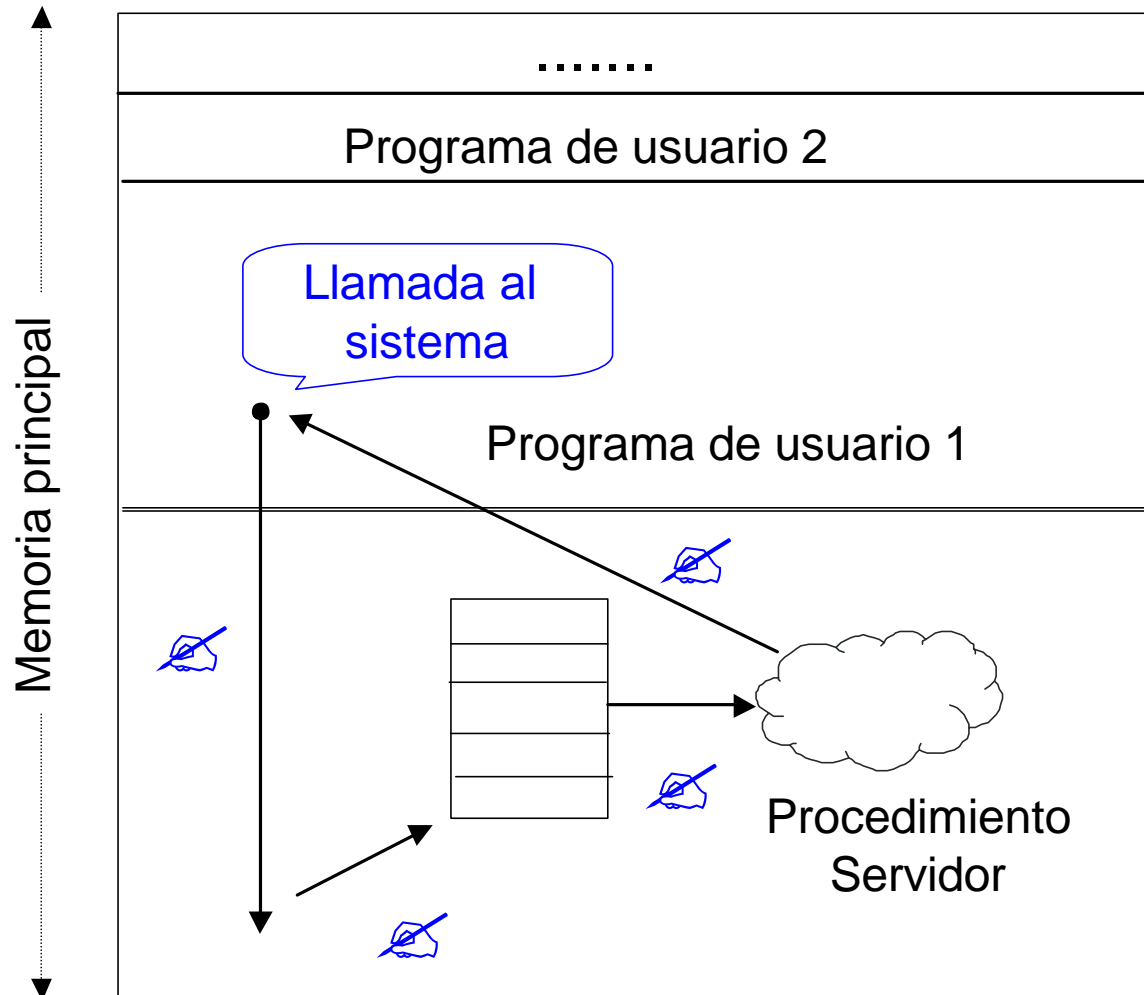 .......
Programa de usuario 2
Llamada al
sistema
Programa de usuario 1
Memoria principal
Procedimiento
Servidor